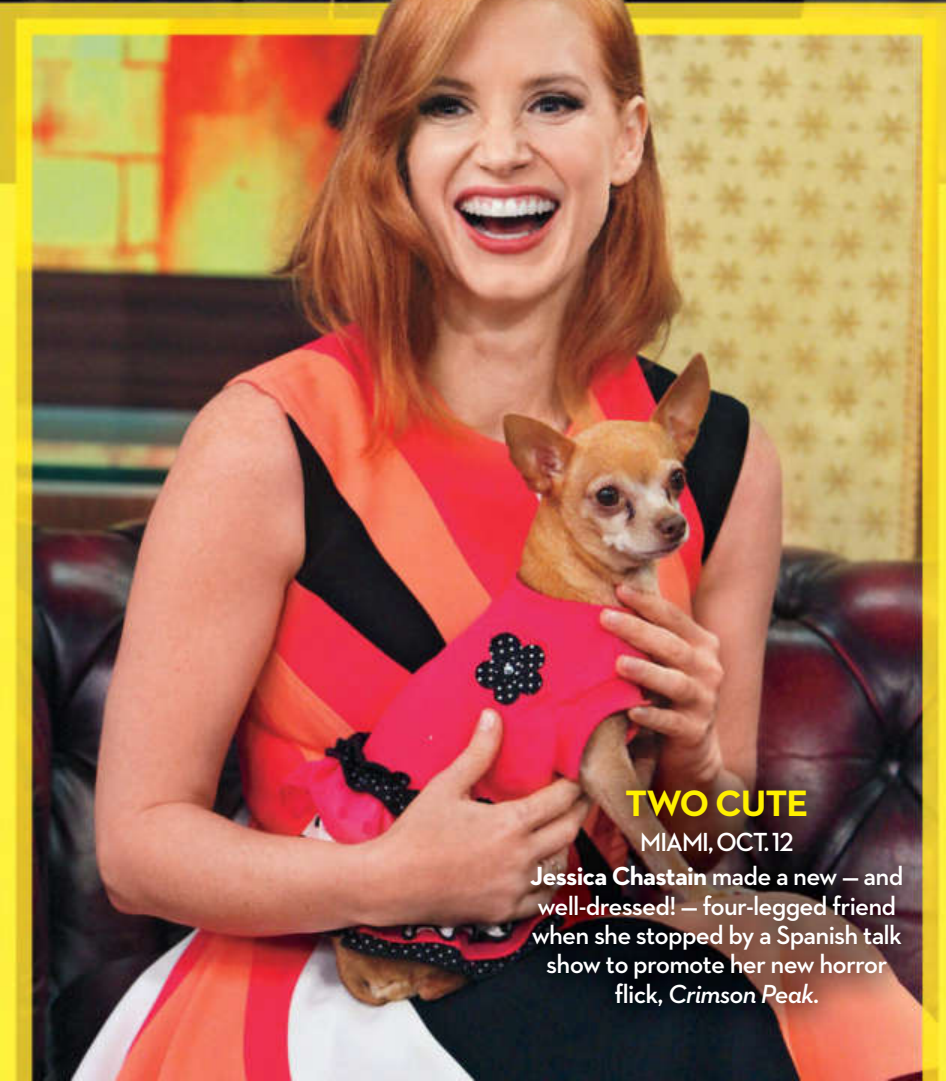 TWO CUTE
MIAMI, OCT. 12
Jessica Chastain made a new — and
well-dressed! — four-legged friend
when she stopped by a Spanish talk
show to promote her new horror
flick, Crimson Peak.